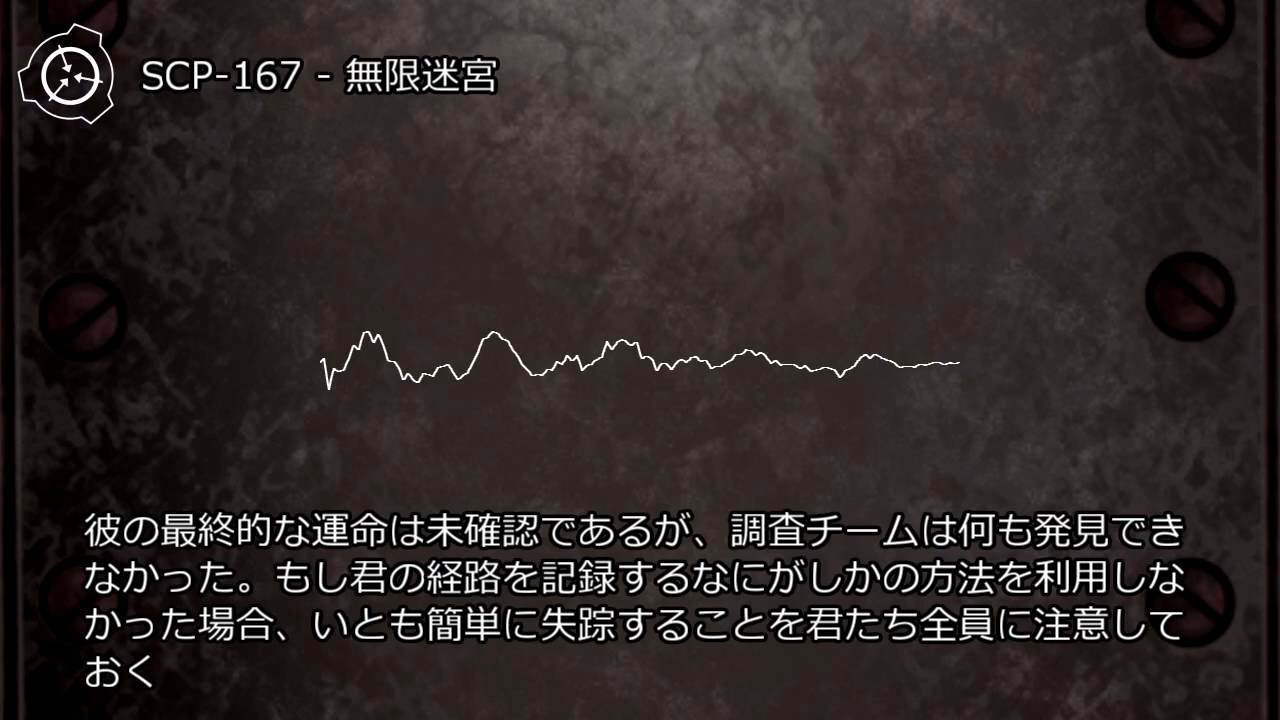 SCP-167 - 無限迷宮
彼の最終的な運命は未確認であるが、調査チームは何も発見でき
なかった。もし君の経路を記録するなにがしかの方法を利用しな
かった場合、いとも簡単に失踪することを君たち全員に注意して
おく